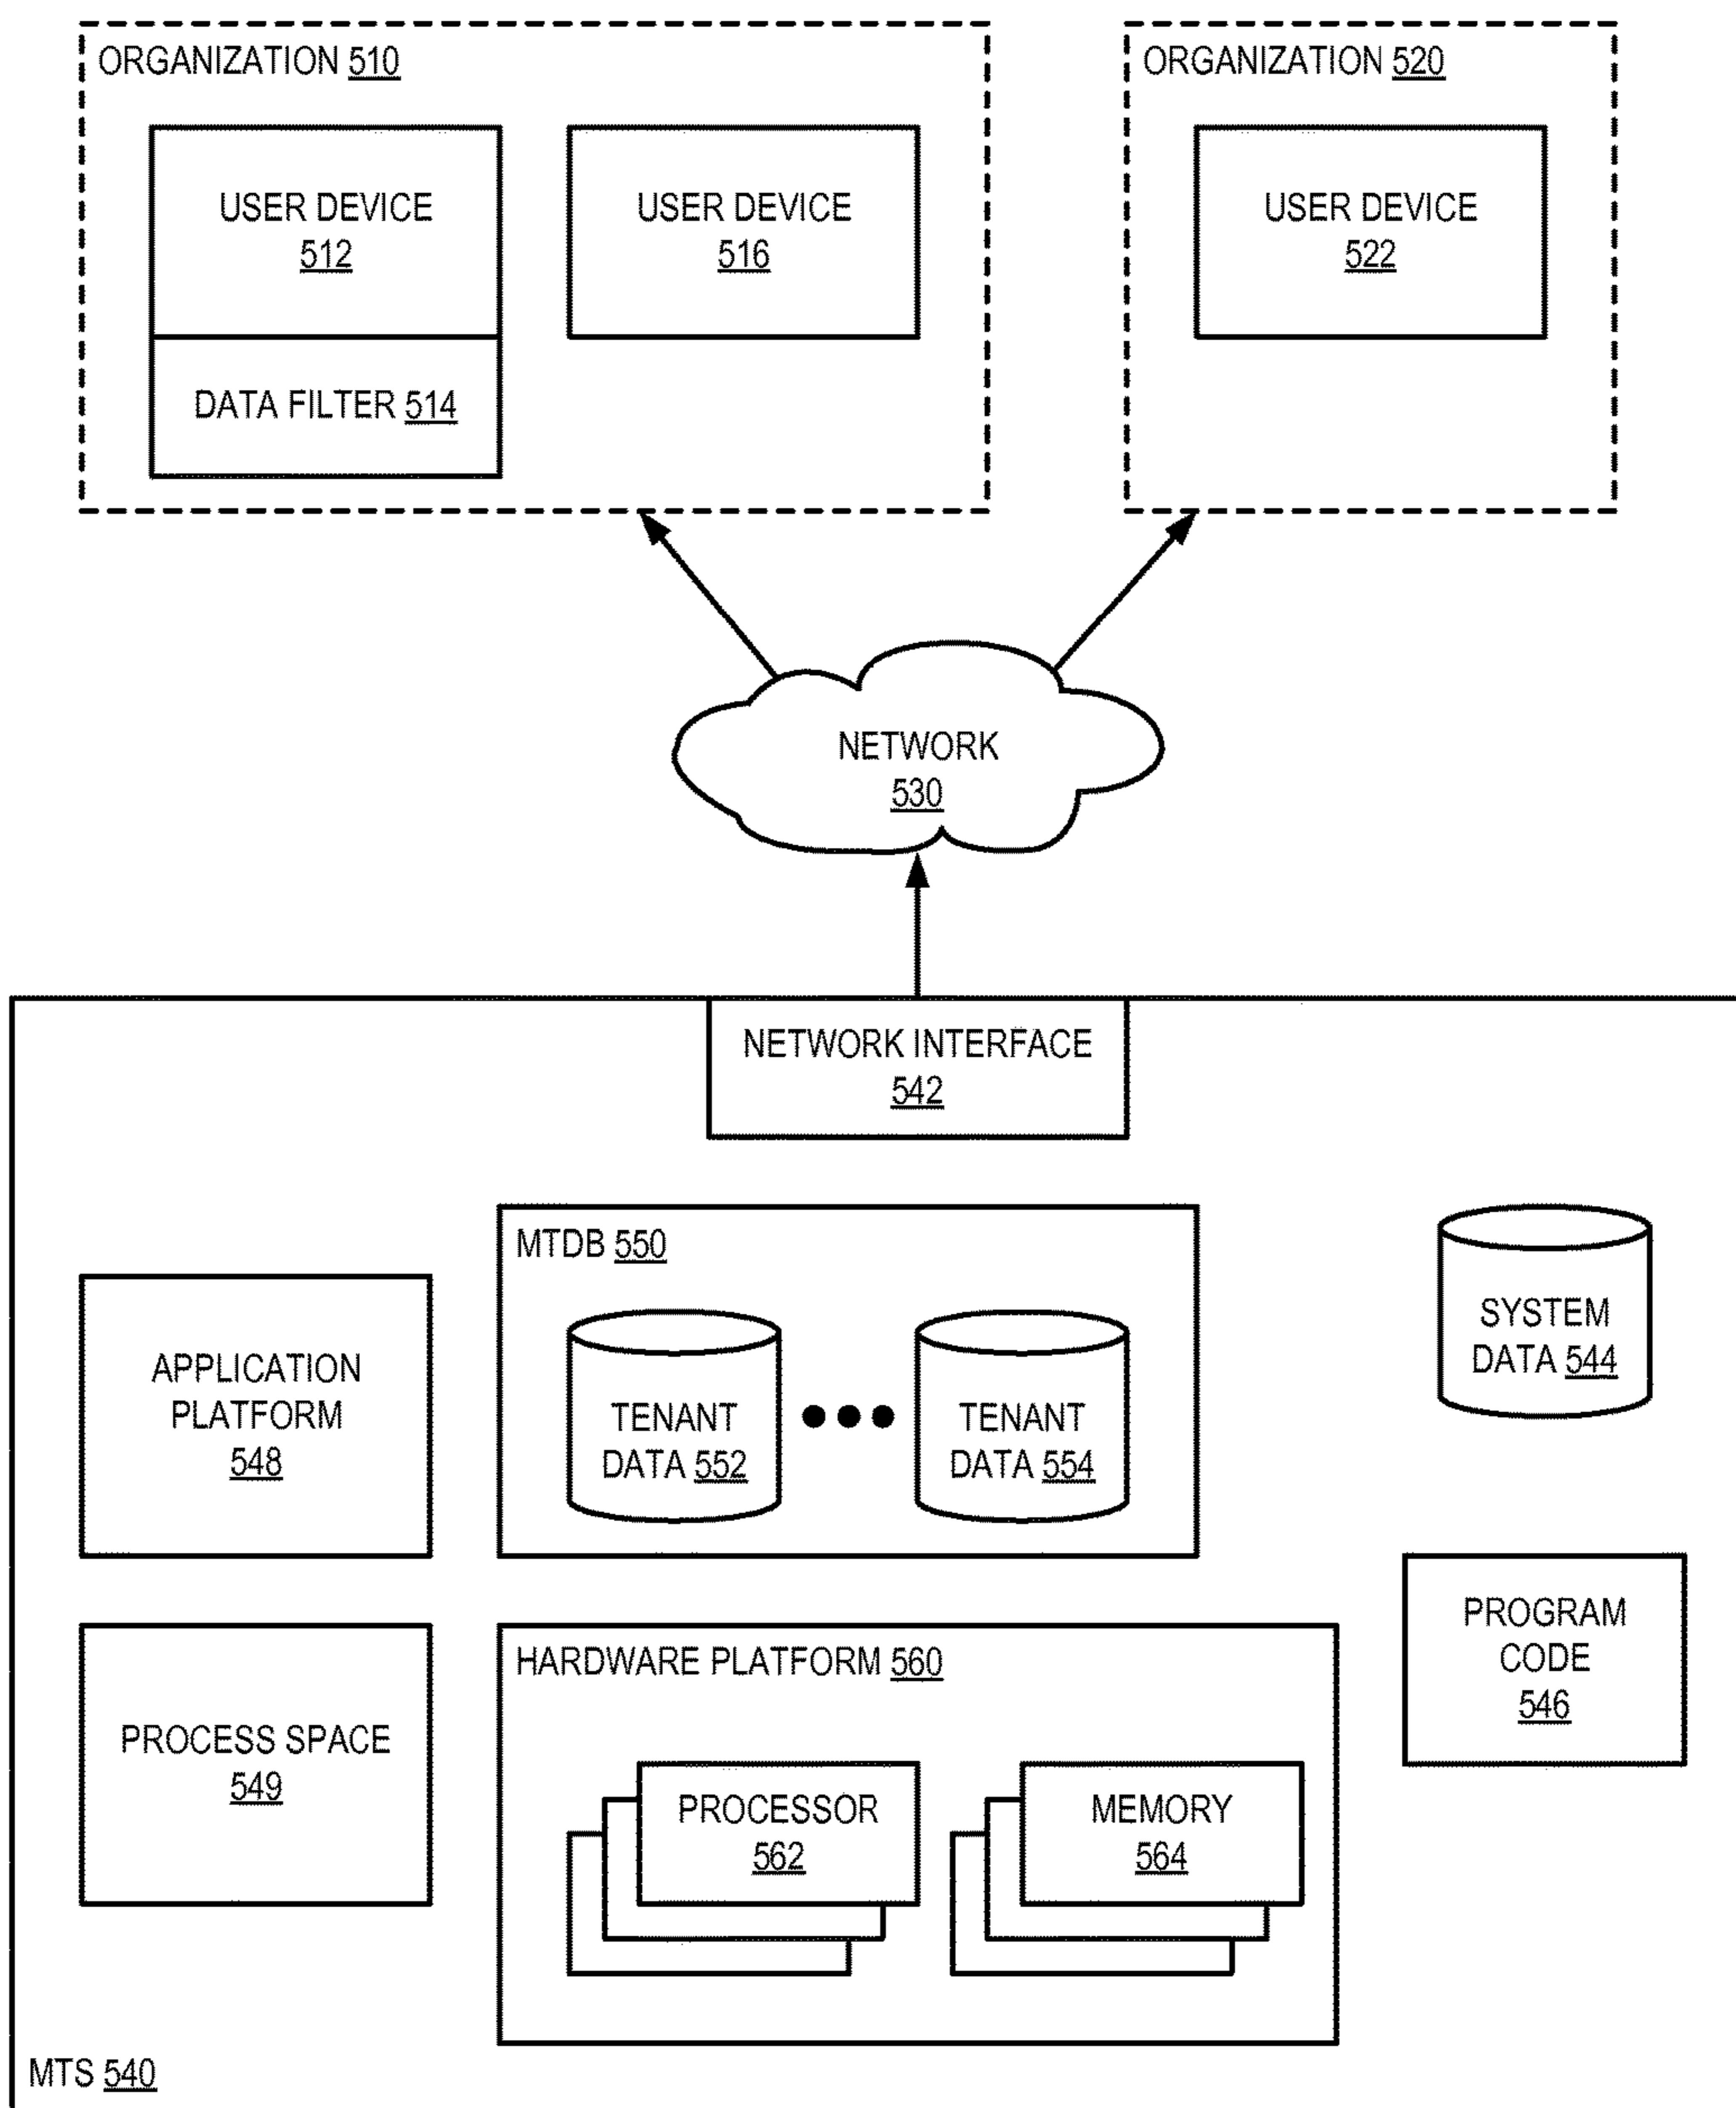 ORGANIZATION 510
ORGANIZATION 520
USER DEVICE
512
USER DEVICE
516
USER DEVICE
522
DATA FILTER 514
NETWORK
530
NETWORK INTERFACE
542
MTDB 550
SYSTEM
DATA 544
APPLICATION
PLATFORM
548
TENANT
DATA 552
TENANT
DATA 554
PROGRAM
CODE
546
HARDWARE PLATFORM 560
PROCESS SPACE
549
PROCESSOR
562
MEMORY
564
MTS 540